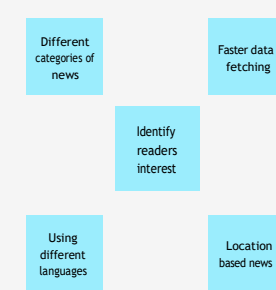 Different
categories of
news
Faster data
fetching
Identify
readers
interest
Using
different
languages
Location
based news